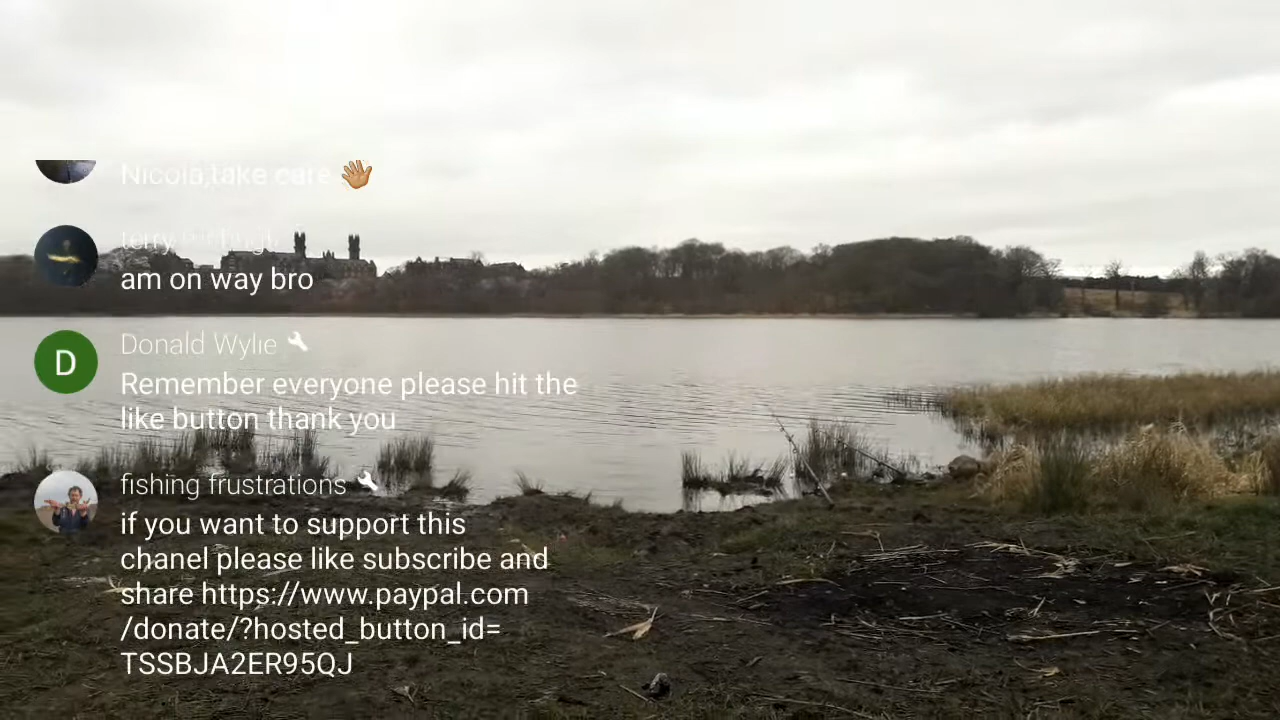 Nicola,take care 👋🏽
terry
am on way bro
D
Donald Wylie
Remember everyone please hit the
like button thank you
fishing frustrations
if you want to support this
chanel please like subscribe and
share https://www.paypal.com
/donate/?hosted_button_id=
TSSBJA2ER95QJ